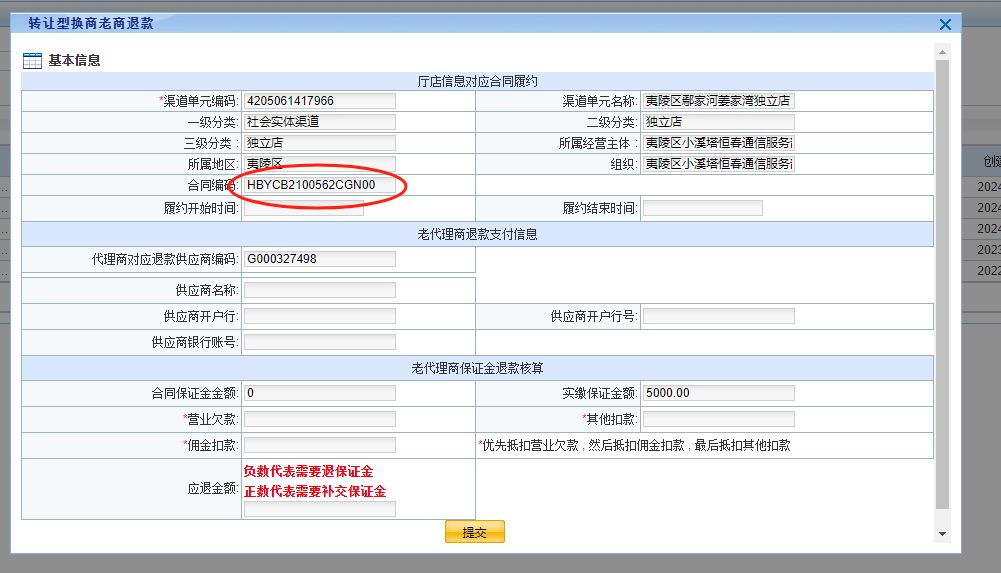 转让型换商老商退款
基本信息
厅店信息对应合同履约
*渠道单元编码: 4205061417966 渠道单元名称: 夷陵区鄢家河姜家湾独立店
一级分类: 社会实体渠道 二级分类: 独立店
三级分类: 独立店 所属经营主体: 夷陵区小溪塔恒春通信服务
所属地区: 夷陵区 组织: 夷陵区小溪塔恒春通信服务
合同编码: HBYCB2100562CGN00
履约开始时间: 履约结束时间:
老代理商退款支付信息
代理商对应退款供应商编码: G000327498
供应商名称:
供应商开户行: 供应商开户行号:
供应商银行账号:
老代理商保证金退款核算
合同保证金金额: 0 实缴保证金额: 5000.00
*营业欠款: *其他扣款:
*佣金扣款: *优先抵扣营业欠款,然后抵扣佣金扣款,最后抵扣其他扣款
负数代表需要退保证金
应退金额: 正数代表需要补交保证金
提交
创建
2024
2024
2024
2023
2022